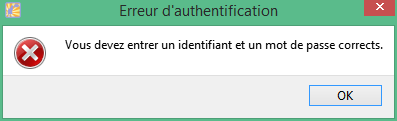 Erreur d'authentification
Vous devez entrer un identifiant et un mot de passe corrects.
OK